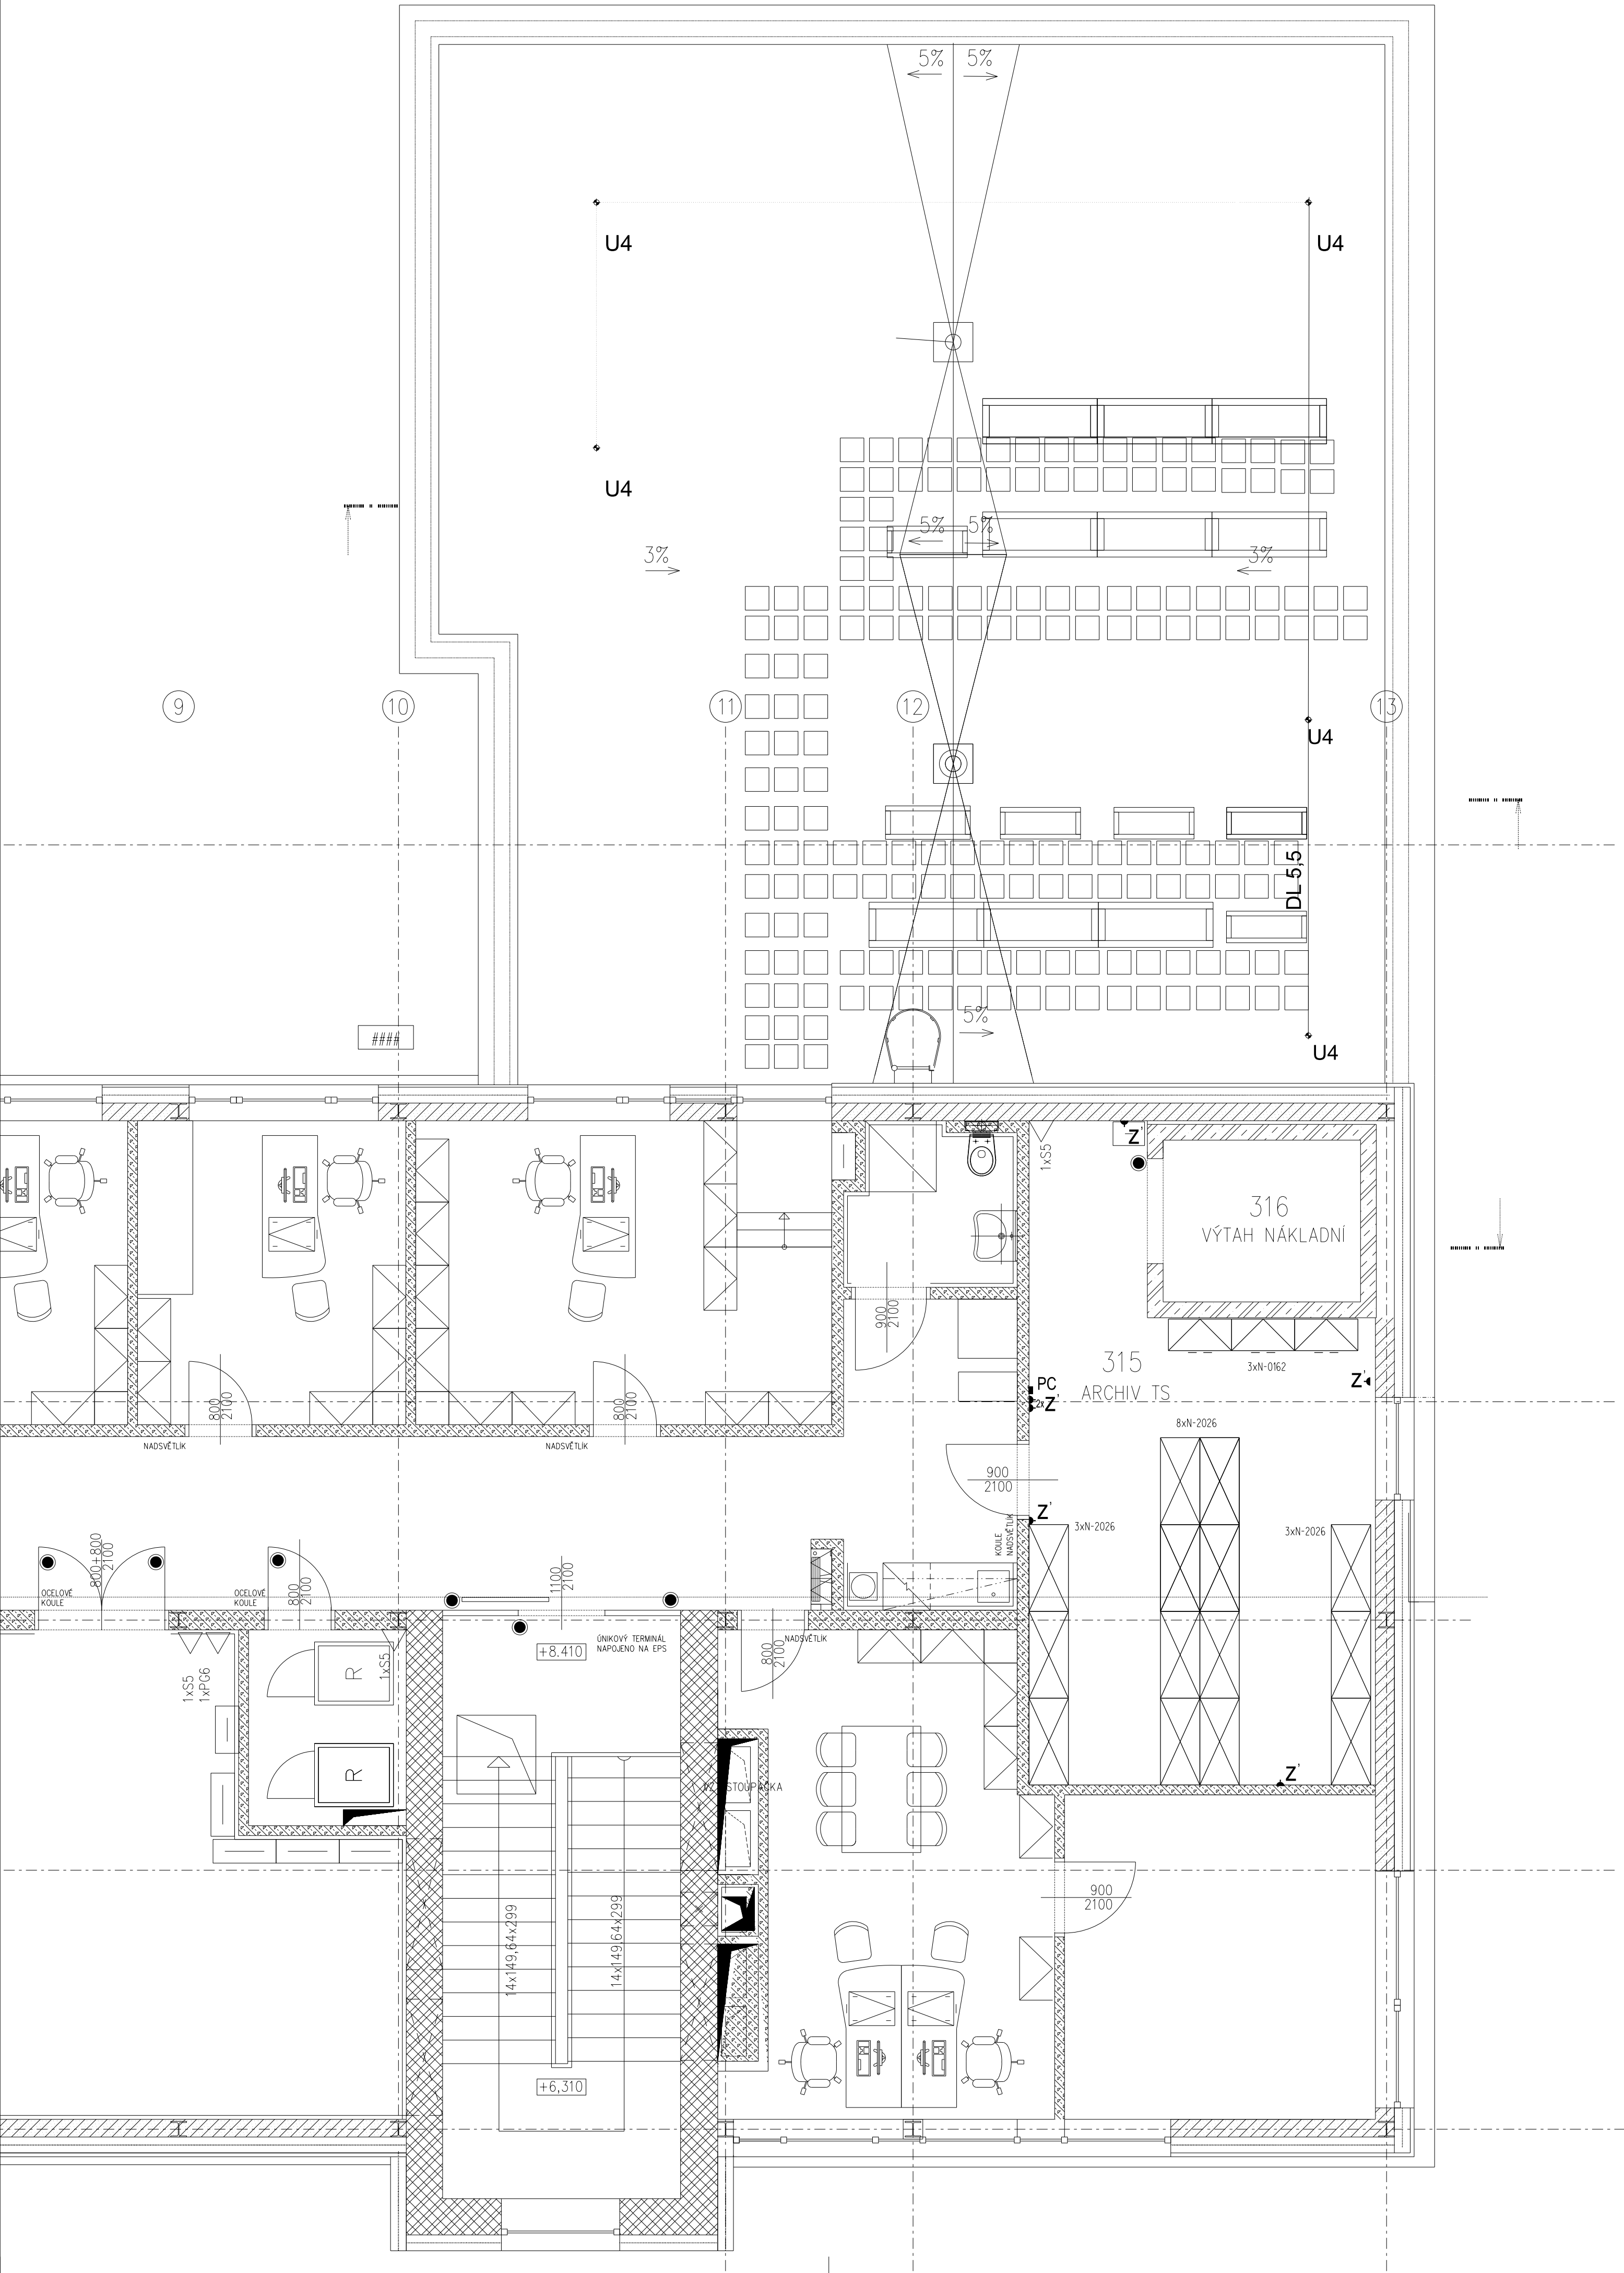 5% 5%
U4 U4
U4
5% 5%
3% 3%
9 10 11 12 13
U4
DL 5,5
5%
####
U4
1xS5
Z'
316
VÝTAH NÁKLADNÍ
900
2100
3xN-0162
315
ARCHIV TS
Z'
PC
2xZ'
800
2100
800
2100
NADSVĚTLÍK
NADSVĚTLÍK
8xN-2026
900
2100
Z'
KOULE
NADSVĚTLÍK
3xN-2026
3xN-2026
800+800
2100
OCELOVÉ
KOULE
OCELOVÉ
KOULE
800
2100
1100
2100
+8.410
ÚNIKOVÝ TERMINÁL
NAPOJENO NA EPS
800
2100
NADSVĚTLÍK
1xS5
1xPG6
R
1xS5
R
STOUPAČKA
Z'
900
2100
14x149,64x299
14x149,64x299
+6,310